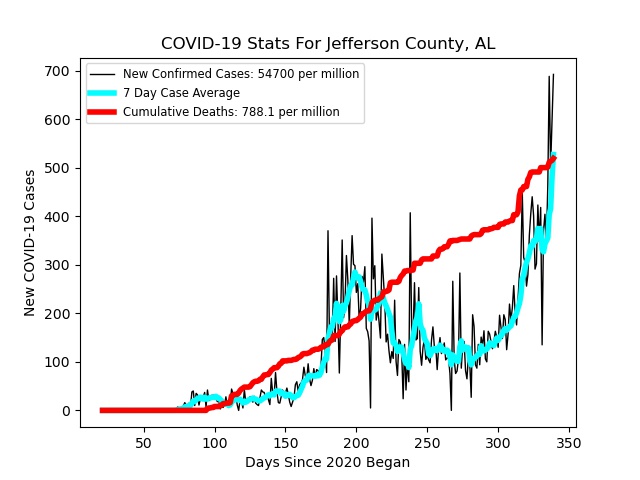 COVID-19 Stats For Jefferson County, AL
New Confirmed Cases: 54700 per million
7 Day Case Average
Cumulative Deaths: 788.1 per million
New COVID-19 Cases
700
600
500
400
300
200
100
0
50
100
150
200
250
300
350
Days Since 2020 Began